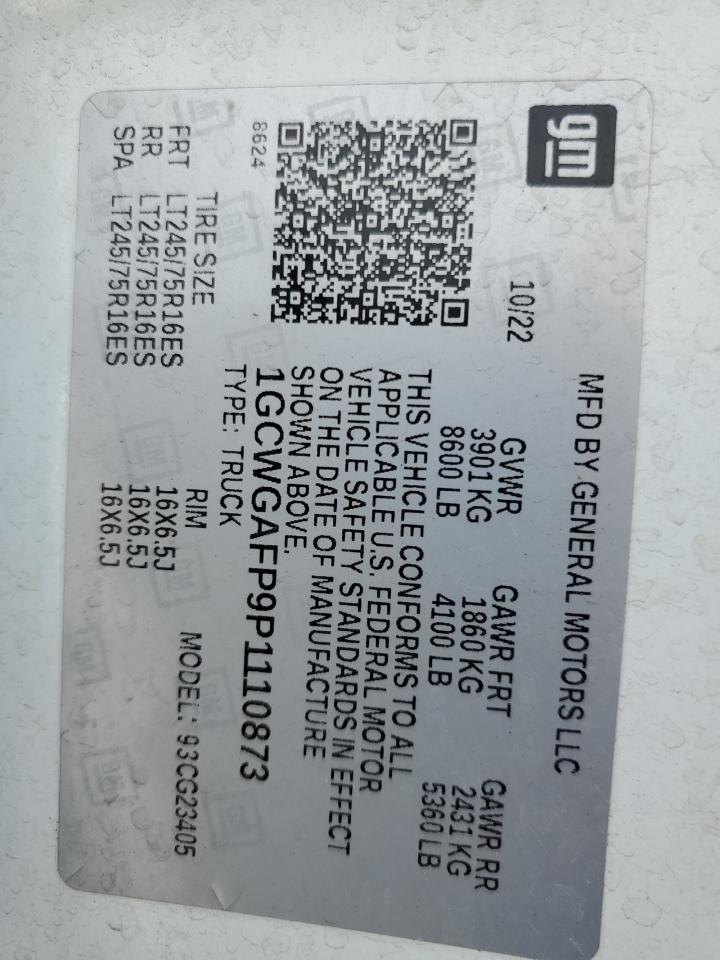 gm
MFD BY GENERAL MOTORS LLC
10/22
GVWR GAWR FRT GAWR RR
3901 KG 1860 KG 2431 KG
8600 LB 4100 LB 5360 LB
THIS VEHICLE CONFORMS TO ALL
APPLICABLE U.S. FEDERAL MOTOR
VEHICLE SAFETY STANDARDS IN EFFECT
ON THE DATE OF MANUFACTURE
SHOWN ABOVE.
8624
1GCWGAFP9P1110873
TYPE: TRUCK
MODEL: 93CG23405
TIRE SIZE RIM
FRT LT245/75R16ES 16X6.5J
RR LT245/75R16ES 16X6.5J
SPA LT245/75R16ES 16X6.5J